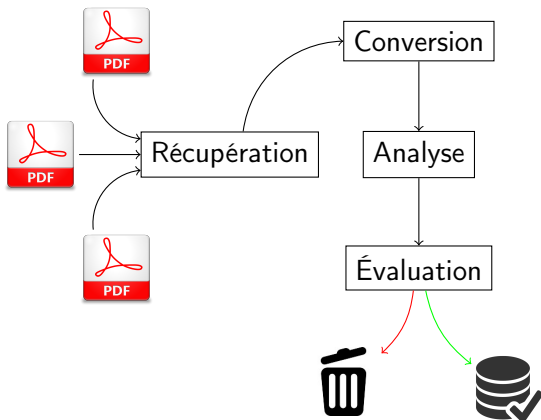 PDF
Conversion
PDF
Récupération
Analyse
PDF
Évaluation